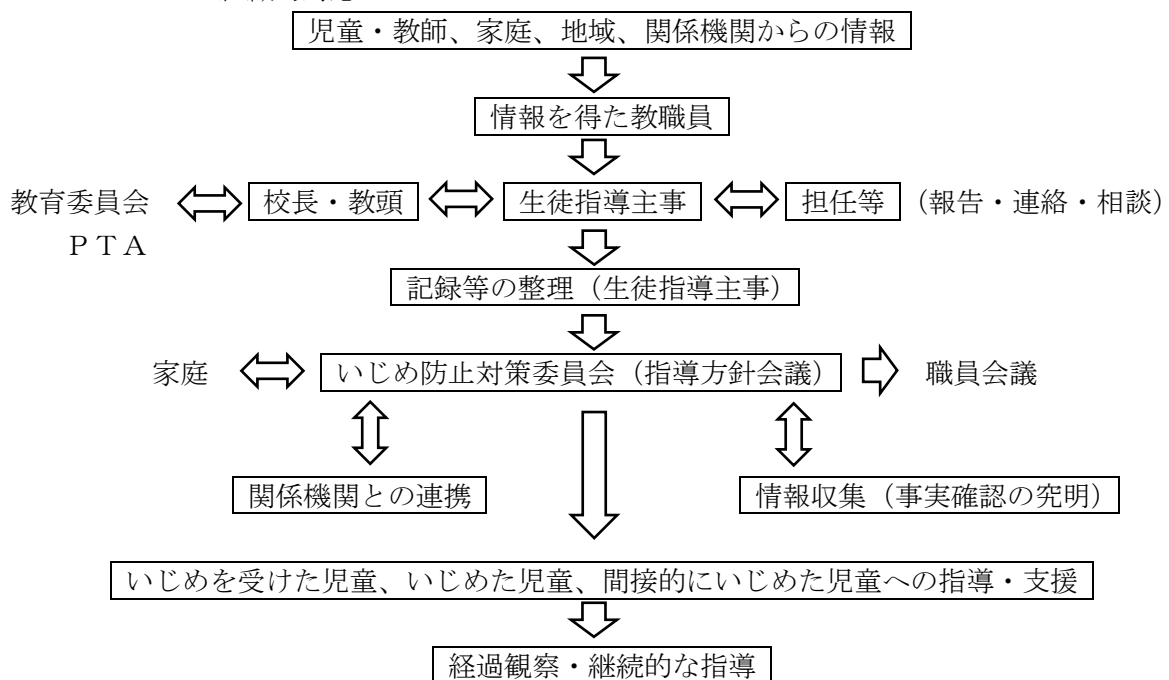 児童・教師、家庭、地域、関係機関からの情報
情報を得た教職員
教育委員会 校長・教頭 生徒指導主事 担任等 (報告・連絡・相談)
PTA
記録等の整理(生徒指導主事)
家庭 いじめ防止対策委員会(指導方針会議) 職員会議
関係機関との連携 情報収集(事実確認の究明)
いじめを受けた児童、いじめた児童、間接的にいじめた児童への指導・支援
経過観察・継続的な指導